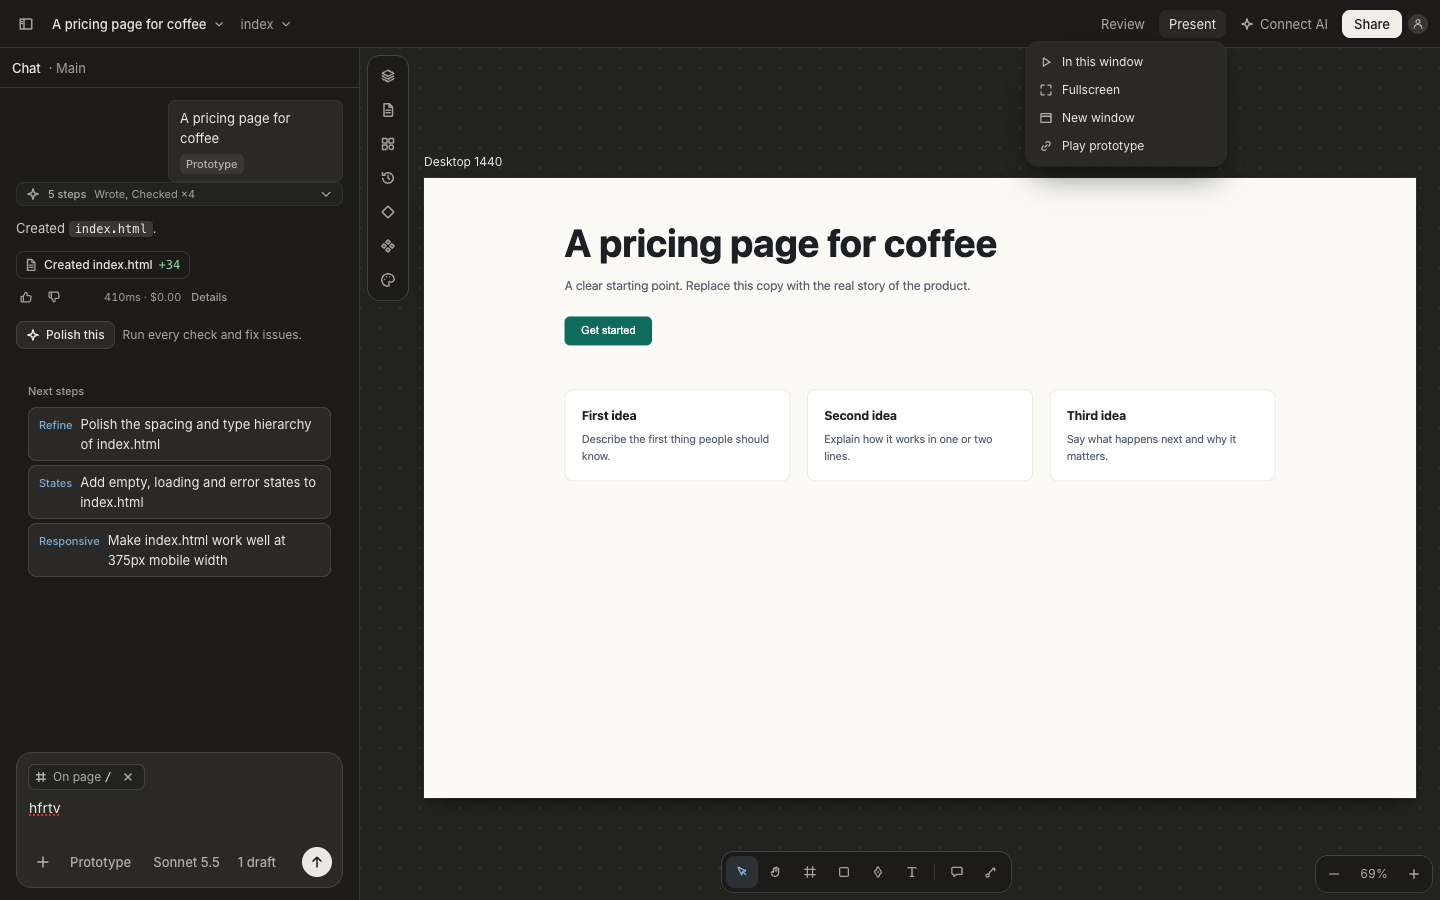 A pricing page for coffee
index
Review
Present
Connect AI
Share
Chat · Main
In this window
Fullscreen
New window
Play prototype
A pricing page for
coffee
Prototype
5 steps Wrote, Checked ×4
Created index.html.
Created index.html +34
410ms · $0.00 Details
Polish this Run every check and fix issues.
Next steps
Refine Polish the spacing and type hierarchy
of index.html
States Add empty, loading and error states to
index.html
Responsive Make index.html work well at
375px mobile width
On page /
hfrtv
Prototype Sonnet 5.5 1 draft
Desktop 1440
A pricing page for coffee
A clear starting point. Replace this copy with the real story of the product.
Get started
First idea
Describe the first thing people should
know.
Second idea
Explain how it works in one or two
lines.
Third idea
Say what happens next and why it
matters.
69%